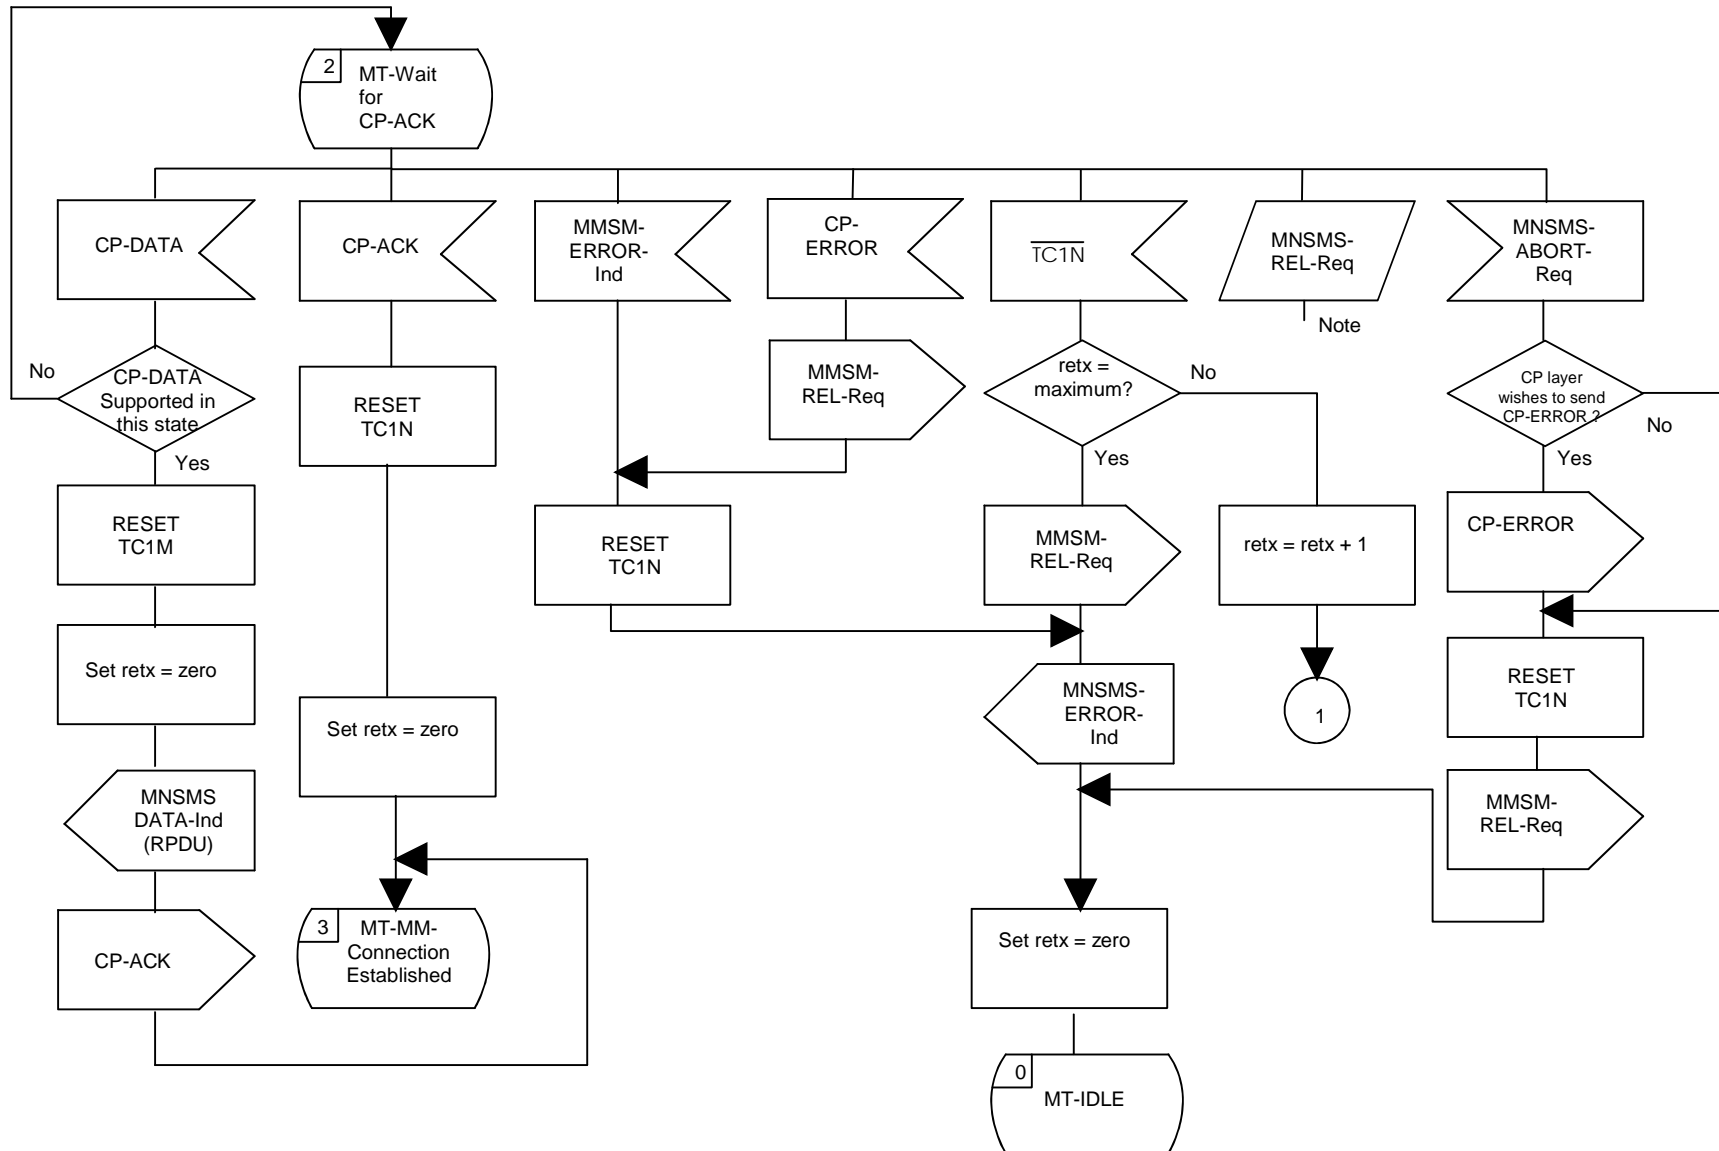 2
MT-Wait
for
CP-ACK
CP-DATA
CP-ACK
MMSM-
ERROR-
Ind
CP-
ERROR
TC1N
MNSMS-
REL-Req
MNSMS-
ABORT-
Req
Note
No
CP-DATA
Supported in
this state
Yes
RESET
TC1N
MMSM-
REL-Req
retx =
maximum?
No
Yes
CP layer
wishes to send
CP-ERROR ?
No
Yes
RESET
TC1M
RESET
TC1N
MMSM-
REL-Req
retx = retx + 1
CP-ERROR
Set retx = zero
Set retx = zero
MNSMS-
ERROR-
Ind
1
RESET
TC1N
MNSMS
DATA-Ind
(RPDU)
MMSM-
REL-Req
CP-ACK
3
MT-MM-
Connection
Established
Set retx = zero
0
MT-IDLE